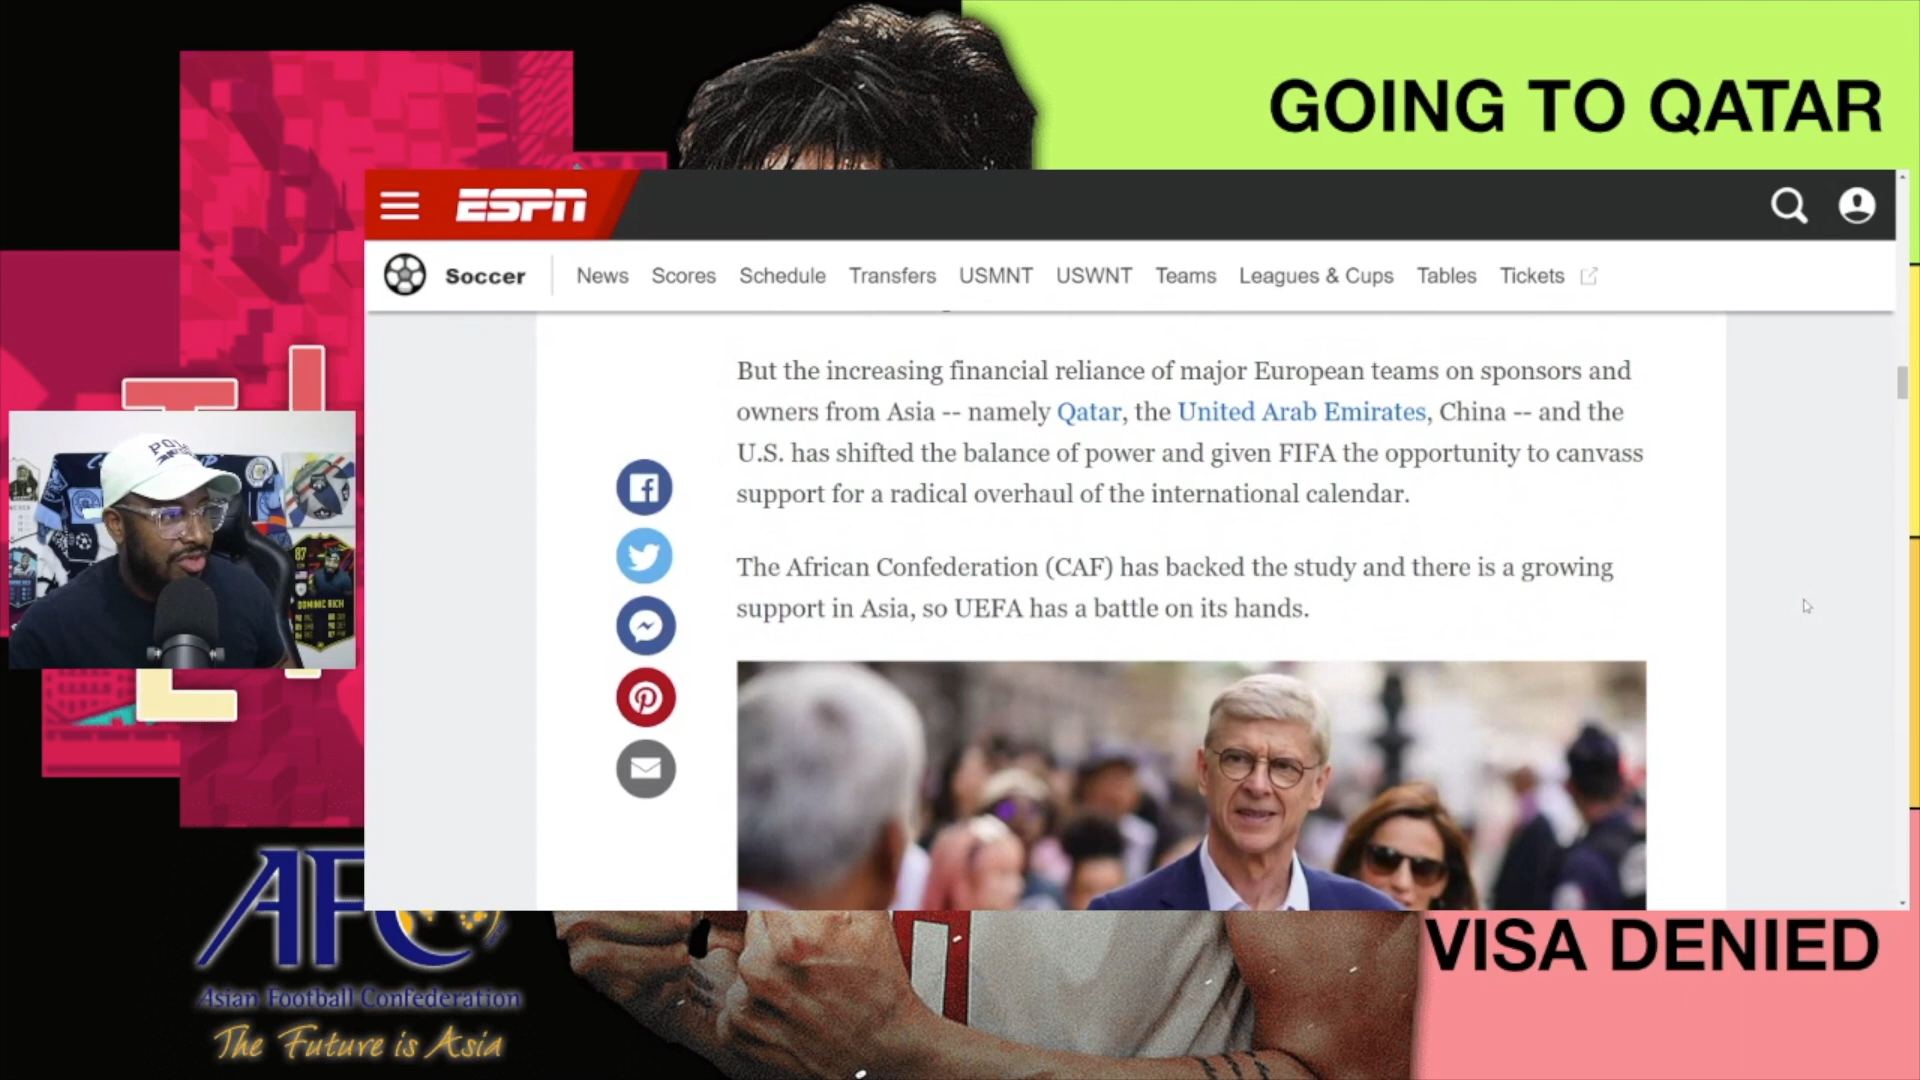 GOING TO QATAR
ESPN
Soccer News Scores Schedule Transfers USMNT USWNT Teams Leagues & Cups Tables Tickets
But the increasing financial reliance of major European teams on sponsors and
owners from Asia -- namely Qatar, the United Arab Emirates, China -- and the
U.S. has shifted the balance of power and given FIFA the opportunity to canvass
support for a radical overhaul of the international calendar.
The African Confederation (CAF) has backed the study and there is a growing
support in Asia, so UEFA has a battle on its hands.
87
DOMINIC RICH
AFC
Asian Football Confederation
The Future is Asia
VISA DENIED